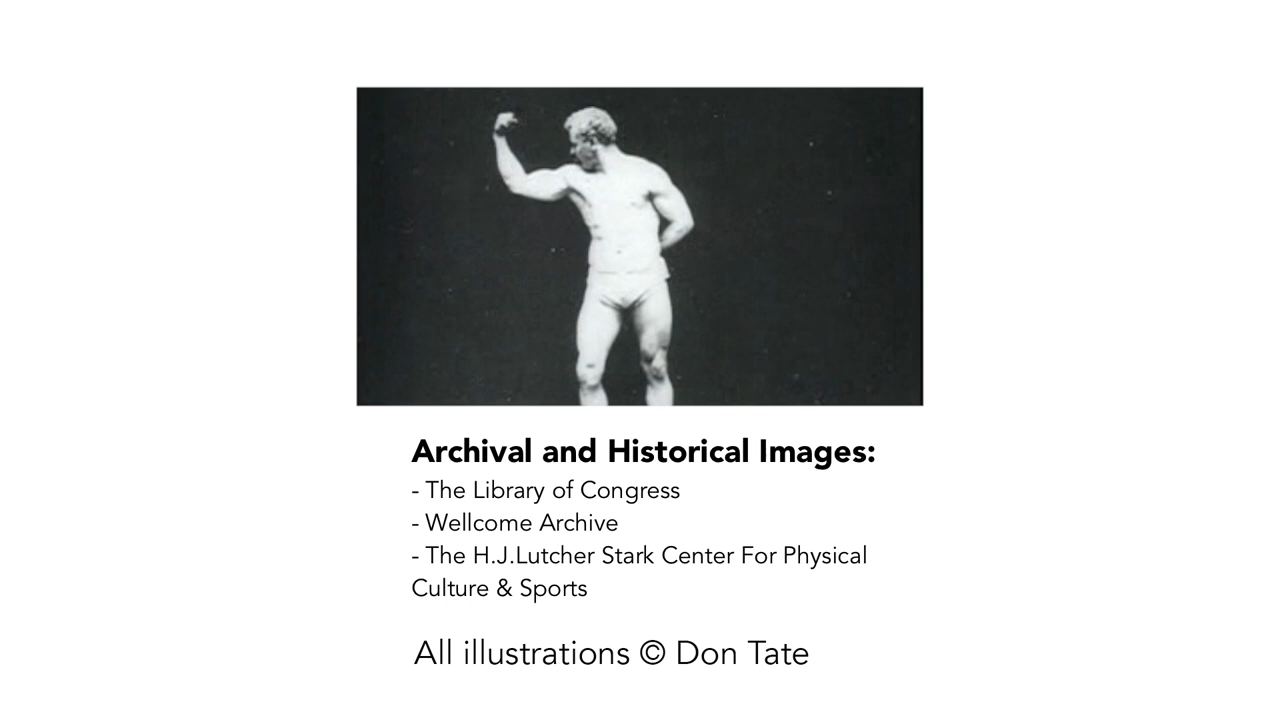 Archival and Historical Images:
- The Library of Congress
- Wellcome Archive
- The H.J.Lutcher Stark Center For Physical
Culture & Sports
All illustrations © Don Tate